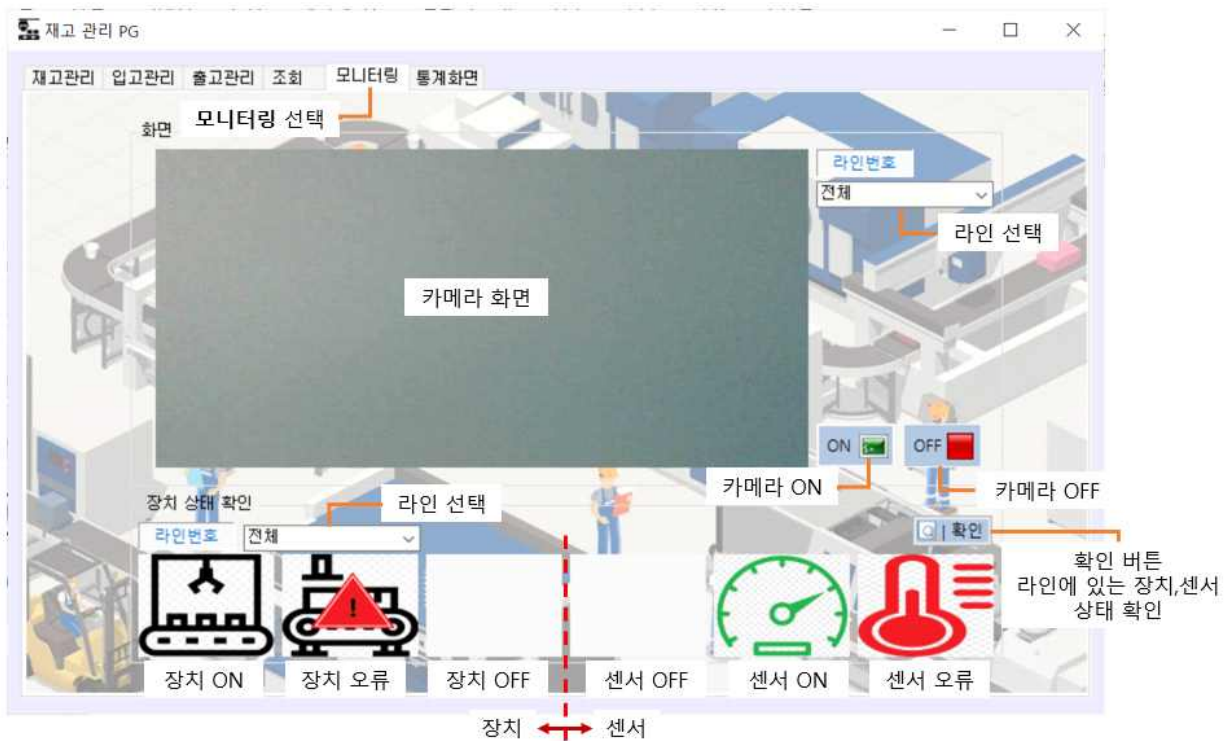 재고 관리 PG
재고관리 입고관리 출고관리 조회 모니터링 통계화면
모니터링 선택
화면
라인번호
전체
라인 선택
카메라 화면
ON
OFF
카메라 ON
카메라 OFF
장치 상태 확인
라인 선택
라인번호
전체
| 확인
확인 버튼
라인에 있는 장치,센서
상태 확인
장치 ON
장치 오류
장치 OFF
센서 OFF
센서 ON
센서 오류
장치
센서